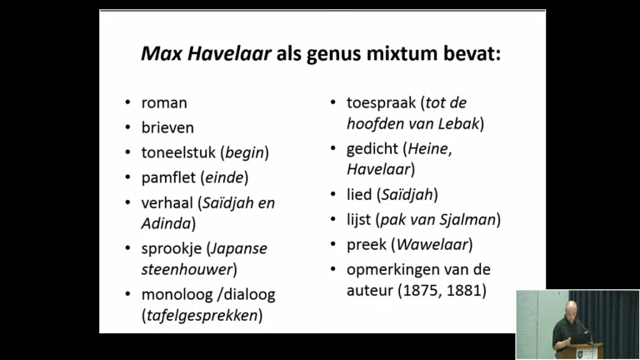 Max Havelaar als genus mixtum bevat:
• roman
• brieven
• toneelstuk (begin)
• pamflet (einde)
• verhaal (Saïdjah en
Adinda)
• sprookje (Japanse
steenhouwer)
• monoloog /dialoog
(tafelgesprekken)
• toespraak (tot de
hoofden van Lebak)
• gedicht (Heine,
Havelaar)
• lied (Saïdjah)
• lijst (pak van Sjalman)
• preek (Wawelaar)
• opmerkingen van de
auteur (1875, 1881)